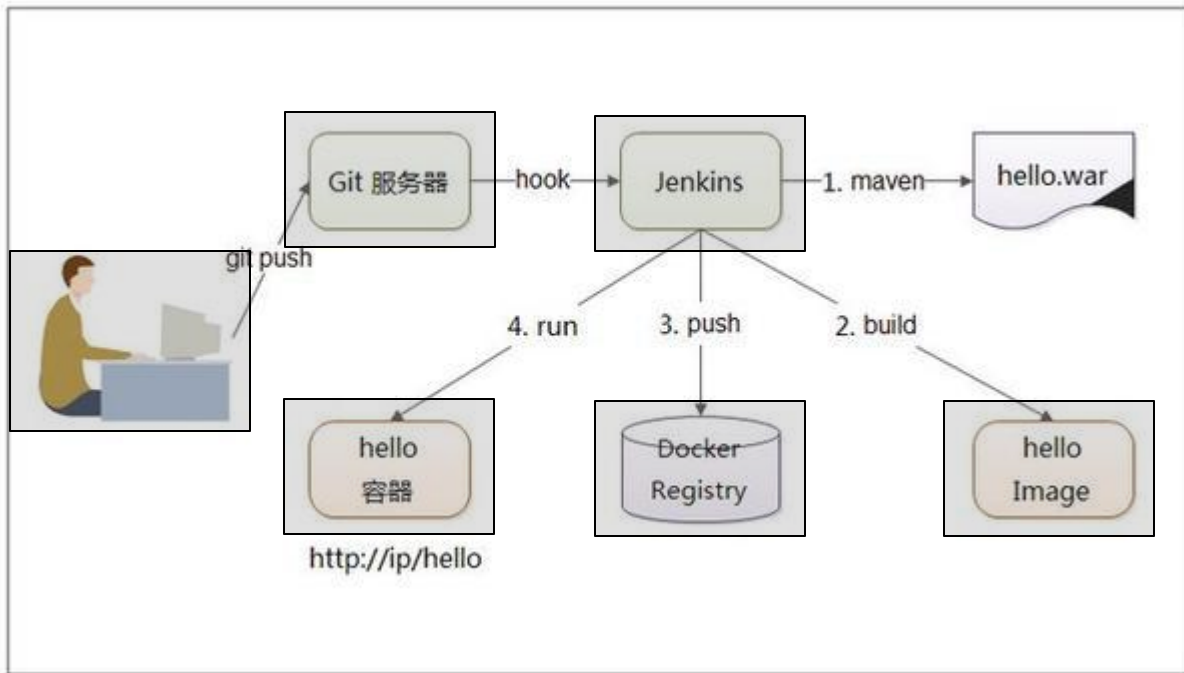 Git 服务器
hook
Jenkins
1. maven
hello.war
git push
4. run
3. push
2. build
hello
容器
Docker
Registry
hello
Image
http://ip/hello